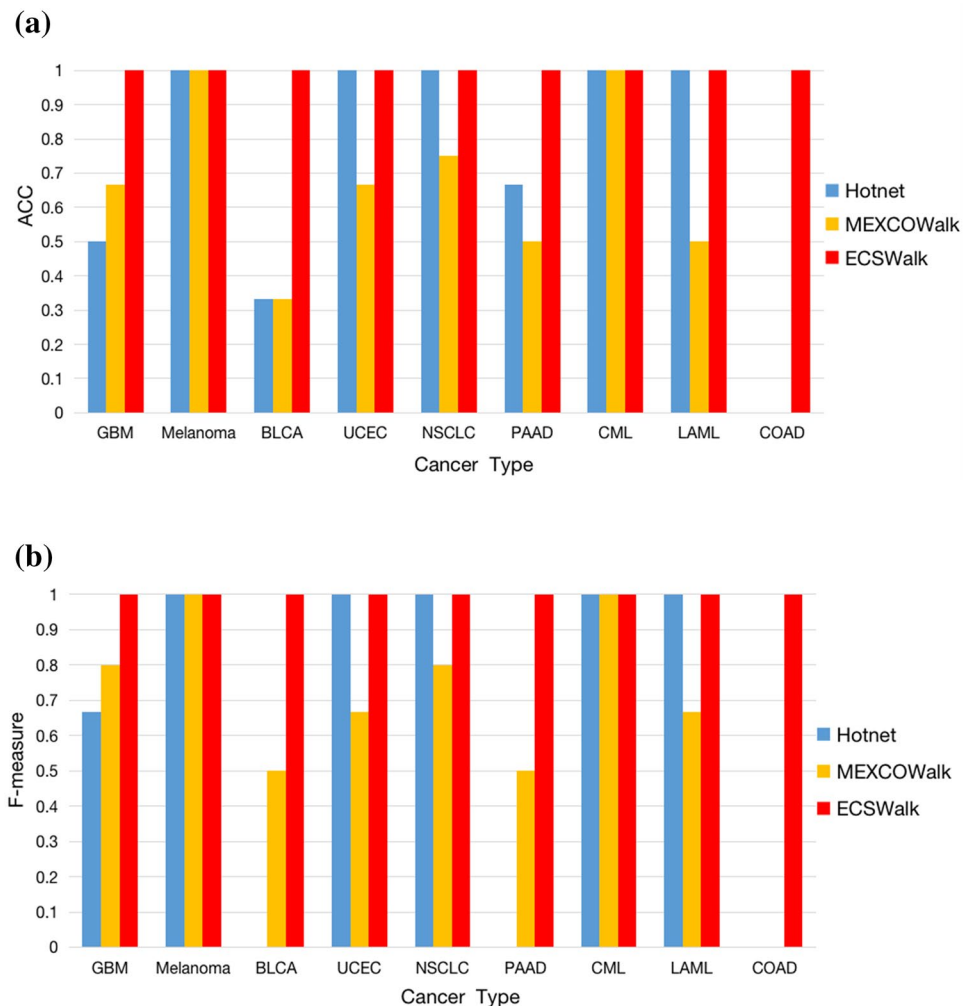 (a)
1
0.9
0.8
0.7
0.6
0.5
0.4
0.3
0.2
0.1
0
ACC
GBM Melanoma BLCA UCEC NSCLC PAAD CML LAML COAD
Cancer Type
Hotnet
MEXCOWalk
ECSWalk
(b)
1
0.9
0.8
0.7
0.6
0.5
0.4
0.3
0.2
0.1
0
F-measure
GBM Melanoma BLCA UCEC NSCLC PAAD CML LAML COAD
Cancer Type
Hotnet
MEXCOWalk
ECSWalk